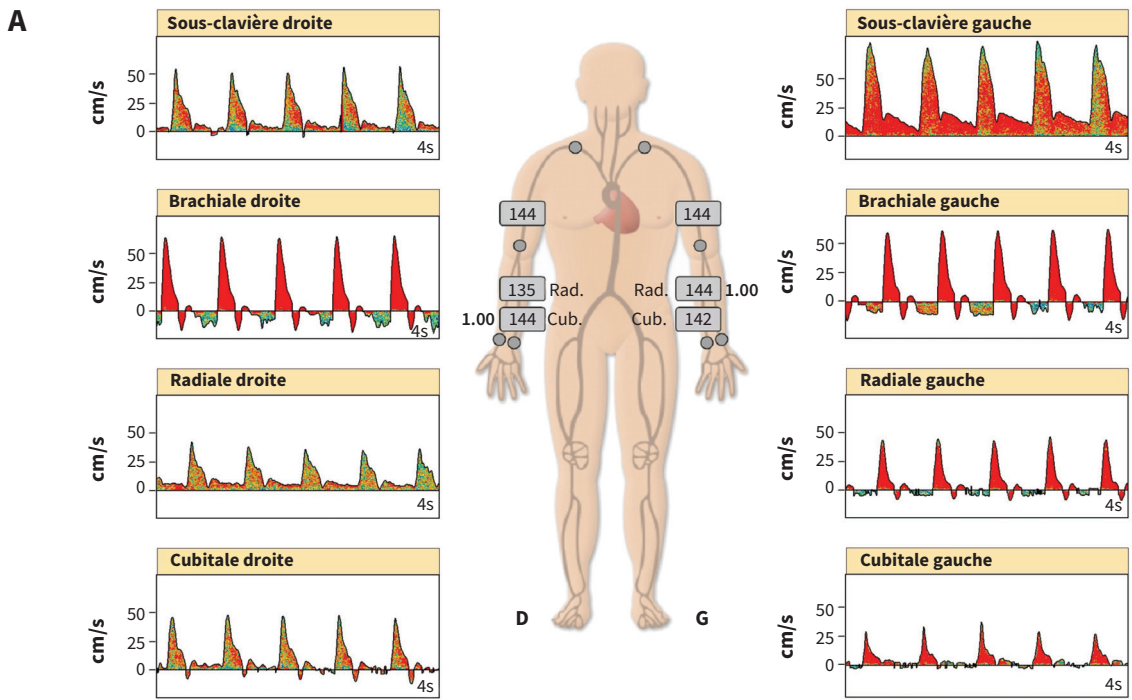 A
Sous-clavière droite
cm/s
50
25
0
4s
Brachiale droite
cm/s
50
25
0
4s
Radiale droite
cm/s
50
25
0
4s
Cubitale droite
cm/s
50
25
0
4s
144
144
135 Rad.
Rad. 144 1.00
1.00 144 Cub.
Cub. 142
D
G
Sous-clavière gauche
cm/s
50
25
0
4s
Brachiale gauche
cm/s
50
25
0
4s
Radiale gauche
cm/s
50
25
0
4s
Cubitale gauche
cm/s
50
25
0
4s